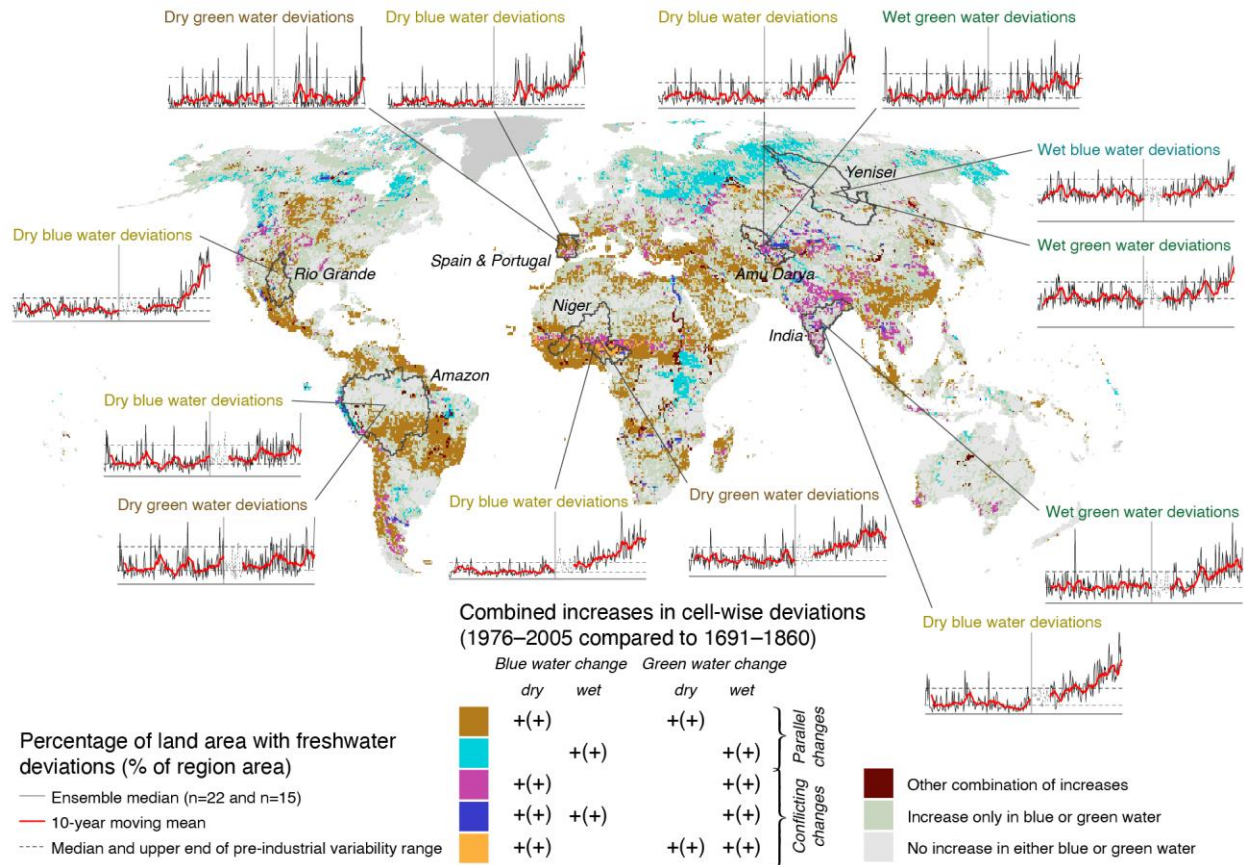 Dry green water deviations
Dry blue water deviations
Dry blue water deviations
Wet green water deviations
Wet blue water deviations
Yenisei
Wet green water deviations
Dry blue water deviations
Rio Grande
Spain & Portugal
Amu Darya
Niger
India
Amazon
Dry blue water deviations
Dry green water deviations
Dry blue water deviations
Dry green water deviations
Wet green water deviations
Dry blue water deviations
Combined increases in cell-wise deviations
(1976–2005 compared to 1691–1860)
Blue water change Green water change
dry wet dry wet
+(+) +(+)
+(+) +(+)
Parallel
changes
+(+) +(+)
+(+) +(+) +(+)
+(+) +(+) +(+)
Conflicting
changes
Percentage of land area with freshwater
deviations (% of region area)
Ensemble median (n=22 and n=15)
10-year moving mean
Median and upper end of pre-industrial variability range
Other combination of increases
Increase only in blue or green water
No increase in either blue or green water